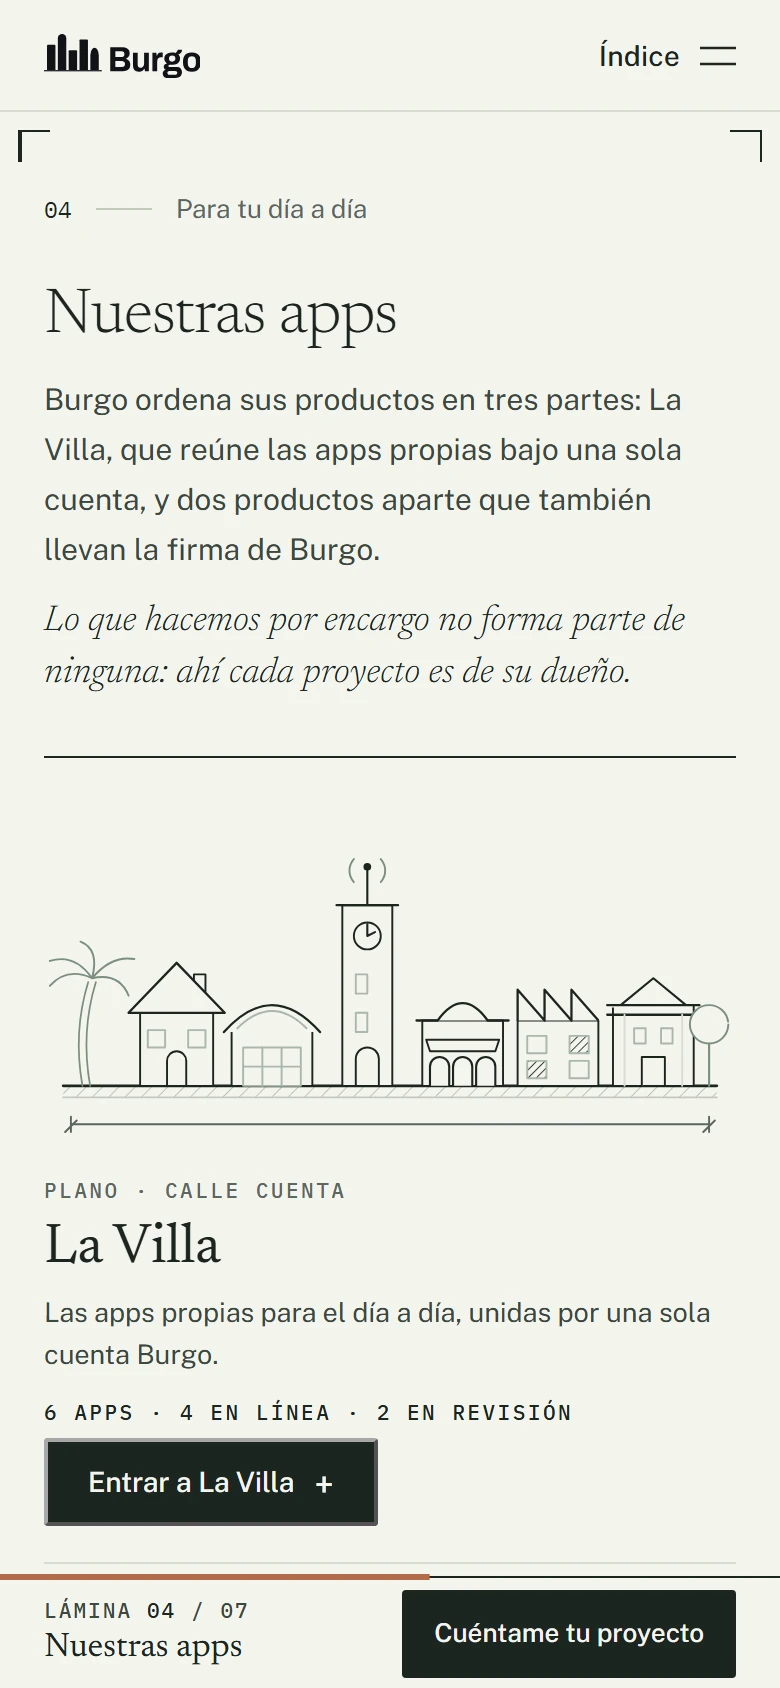 Burgo
Índice
04
Para tu día a día
Nuestras apps
Burgo ordena sus productos en tres partes: La
Villa, que reúne las apps propias bajo una sola
cuenta, y dos productos aparte que también
llevan la firma de Burgo.
Lo que hacemos por encargo no forma parte de
ninguna: ahí cada proyecto es de su dueño.
PLANO · CALLE CUENTA
La Villa
Las apps propias para el día a día, unidas por una sola
cuenta Burgo.
6 APPS · 4 EN LÍNEA · 2 EN REVISIÓN
Entrar a La Villa +
LÁMINA 04 / 07
Nuestras apps
Cuéntame tu proyecto